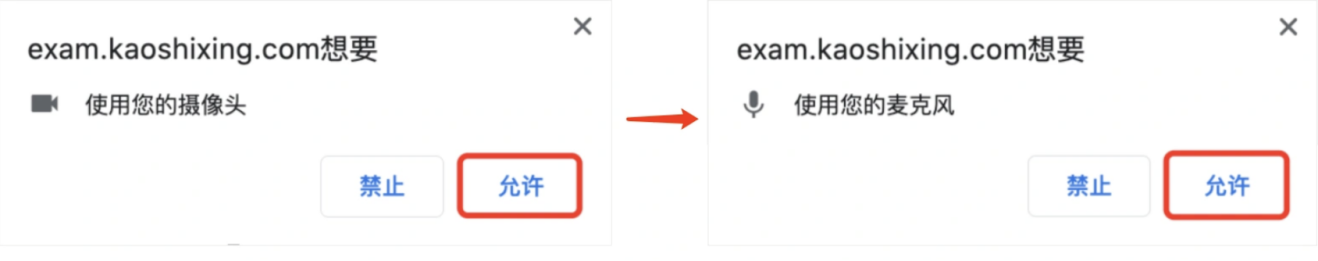 exam.kaoshixing.com想要
使用您的摄像头
禁止
允许
exam.kaoshixing.com想要
使用您的麦克风
禁止
允许